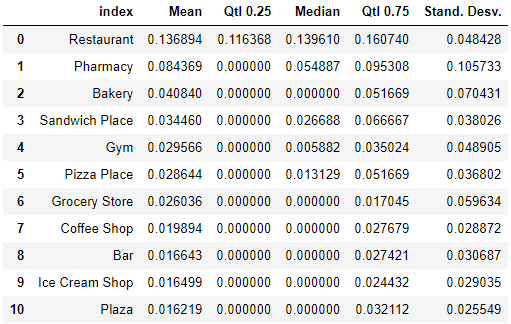 index Mean Qtl 0.25 Median Qtl 0.75 Stand. Desv.
0 Restaurant 0.136894 0.116368 0.139610 0.160740 0.048428
1 Pharmacy 0.084369 0.000000 0.054887 0.095308 0.105733
2 Bakery 0.040840 0.000000 0.000000 0.051669 0.070431
3 Sandwich Place 0.034460 0.000000 0.026688 0.066667 0.038026
4 Gym 0.029566 0.000000 0.005882 0.035024 0.048905
5 Pizza Place 0.028644 0.000000 0.013129 0.051669 0.036802
6 Grocery Store 0.026036 0.000000 0.000000 0.017045 0.059634
7 Coffee Shop 0.019894 0.000000 0.000000 0.027679 0.028872
8 Bar 0.016643 0.000000 0.000000 0.027421 0.030687
9 Ice Cream Shop 0.016499 0.000000 0.000000 0.024432 0.029035
10 Plaza 0.016219 0.000000 0.000000 0.032112 0.025549